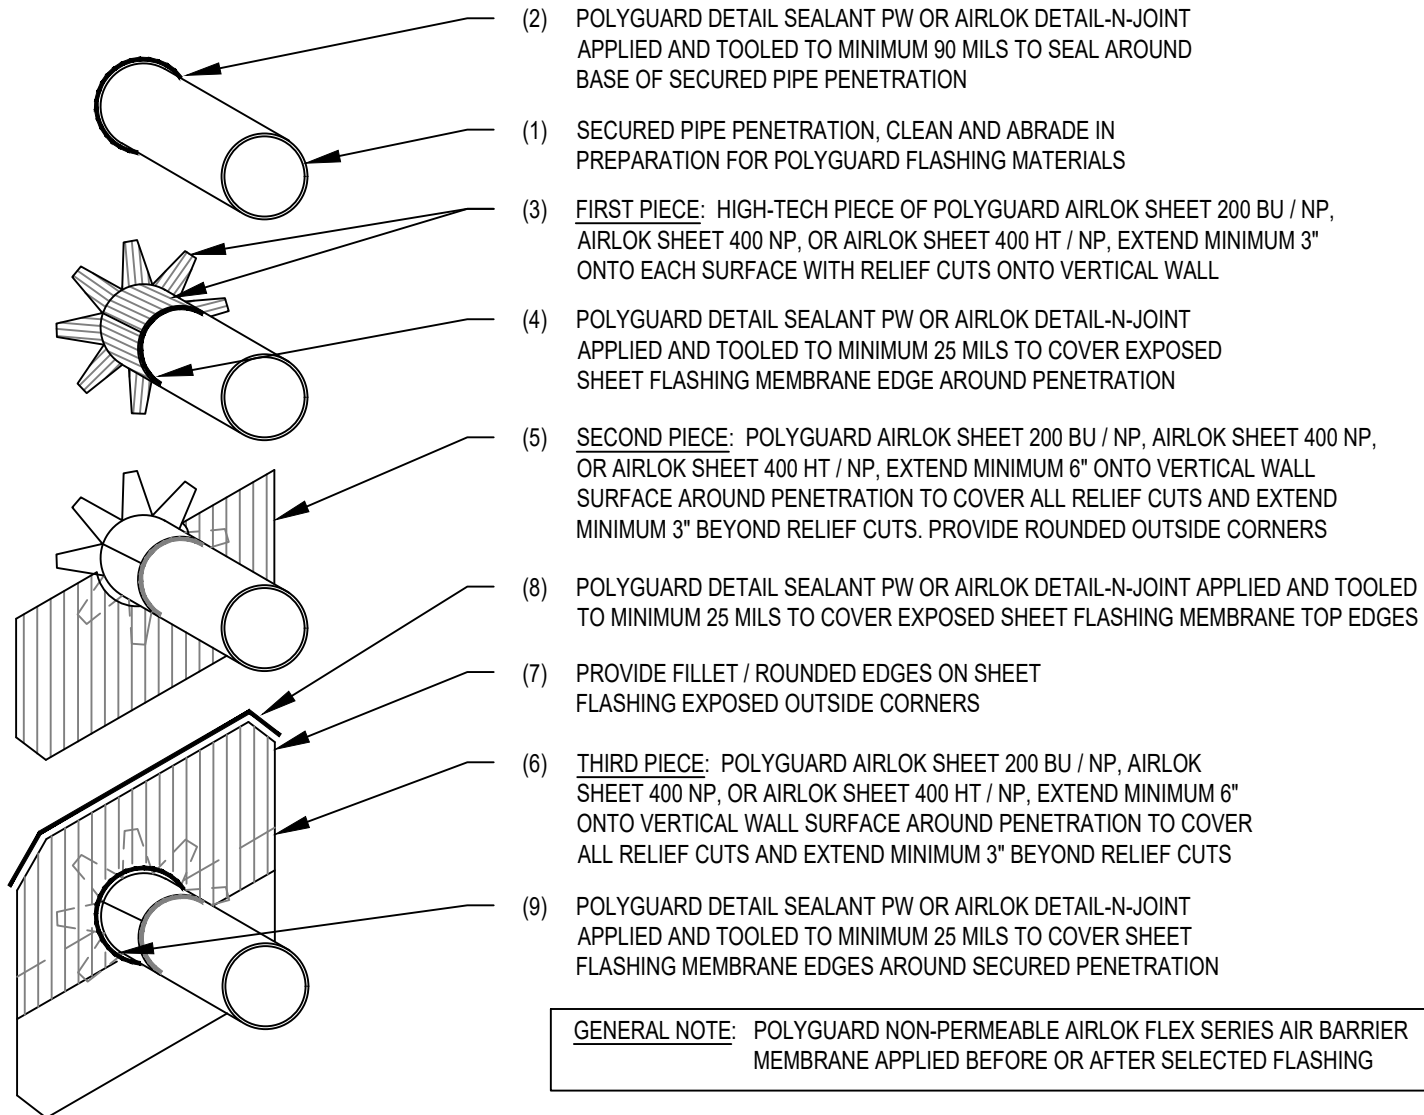 (2) POLYGUARD DETAIL SEALANT PW OR AIRLOK DETAIL-N-JOINT
APPLIED AND TOOLED TO MINIMUM 90 MILS TO SEAL AROUND
BASE OF SECURED PIPE PENETRATION
(1) SECURED PIPE PENETRATION, CLEAN AND ABRADE IN
PREPARATION FOR POLYGUARD FLASHING MATERIALS
(3) FIRST PIECE: HIGH-TECH PIECE OF POLYGUARD AIRLOK SHEET 200 BU / NP,
AIRLOK SHEET 400 NP, OR AIRLOK SHEET 400 HT / NP, EXTEND MINIMUM 3"
ONTO EACH SURFACE WITH RELIEF CUTS ONTO VERTICAL WALL
(4) POLYGUARD DETAIL SEALANT PW OR AIRLOK DETAIL-N-JOINT
APPLIED AND TOOLED TO MINIMUM 25 MILS TO COVER EXPOSED
SHEET FLASHING MEMBRANE EDGE AROUND PENETRATION
(5) SECOND PIECE: POLYGUARD AIRLOK SHEET 200 BU / NP, AIRLOK SHEET 400 NP,
OR AIRLOK SHEET 400 HT / NP, EXTEND MINIMUM 6" ONTO VERTICAL WALL
SURFACE AROUND PENETRATION TO COVER ALL RELIEF CUTS AND EXTEND
MINIMUM 3" BEYOND RELIEF CUTS. PROVIDE ROUNDED OUTSIDE CORNERS
(8) POLYGUARD DETAIL SEALANT PW OR AIRLOK DETAIL-N-JOINT APPLIED AND TOOLED
TO MINIMUM 25 MILS TO COVER EXPOSED SHEET FLASHING MEMBRANE TOP EDGES
(7) PROVIDE FILLET / ROUNDED EDGES ON SHEET
FLASHING EXPOSED OUTSIDE CORNERS
(6) THIRD PIECE: POLYGUARD AIRLOK SHEET 200 BU / NP, AIRLOK
SHEET 400 NP, OR AIRLOK SHEET 400 HT / NP, EXTEND MINIMUM 6"
ONTO VERTICAL WALL SURFACE AROUND PENETRATION TO COVER
ALL RELIEF CUTS AND EXTEND MINIMUM 3" BEYOND RELIEF CUTS
(9) POLYGUARD DETAIL SEALANT PW OR AIRLOK DETAIL-N-JOINT
APPLIED AND TOOLED TO MINIMUM 25 MILS TO COVER SHEET
FLASHING MEMBRANE EDGES AROUND SECURED PENETRATION
GENERAL NOTE: POLYGUARD NON-PERMEABLE AIRLOK FLEX SERIES AIR BARRIER
MEMBRANE APPLIED BEFORE OR AFTER SELECTED FLASHING